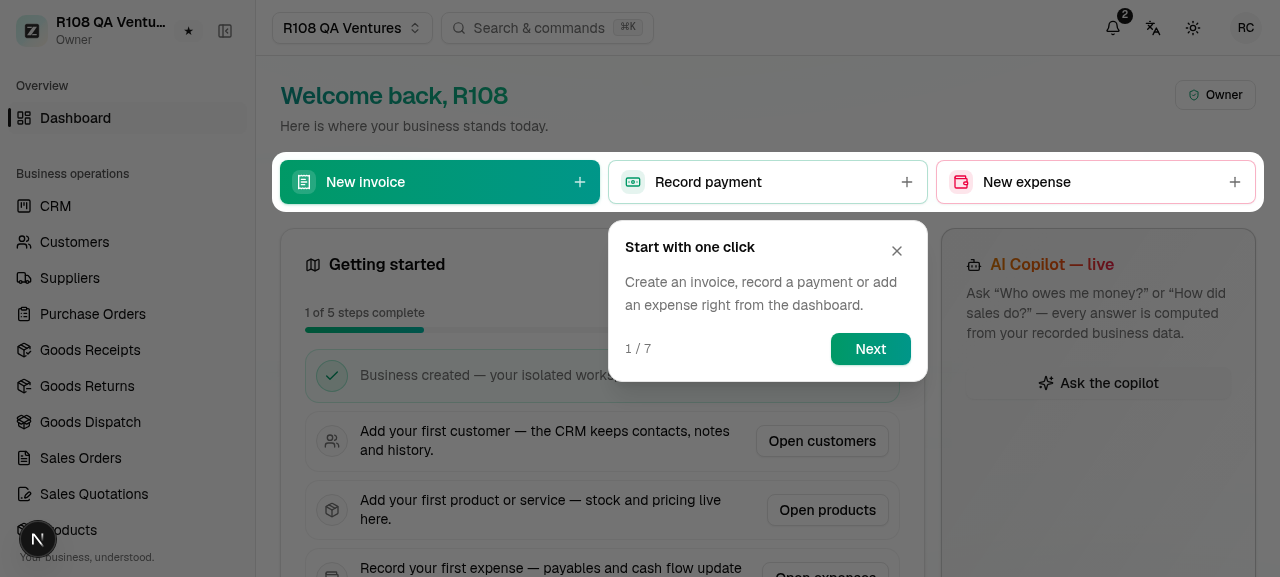 R108 QA Ventu...
Owner
R108 QA Ventures
Search & commands
⌘K
2
RC
Overview
Dashboard
Business operations
CRM
Customers
Suppliers
Purchase Orders
Goods Receipts
Goods Returns
Goods Dispatch
Sales Orders
Sales Quotations
Your business, understood.
Welcome back, R108
Here is where your business stands today.
Owner
New invoice
Record payment
New expense
Start with one click
Create an invoice, record a payment or add
an expense right from the dashboard.
1 / 7
Next
Getting started
1 of 5 steps complete
Business created — your isolated
Add your first customer — the CRM keeps contacts, notes
and history.
Open customers
Add your first product or service — stock and pricing live
here.
Open products
Record your first expense — payables and cash flow update
Open expenses
AI Copilot — live
Ask “Who owes me money?” or “How did
sales do?” — every answer is computed
from your recorded business data.
Ask the copilot